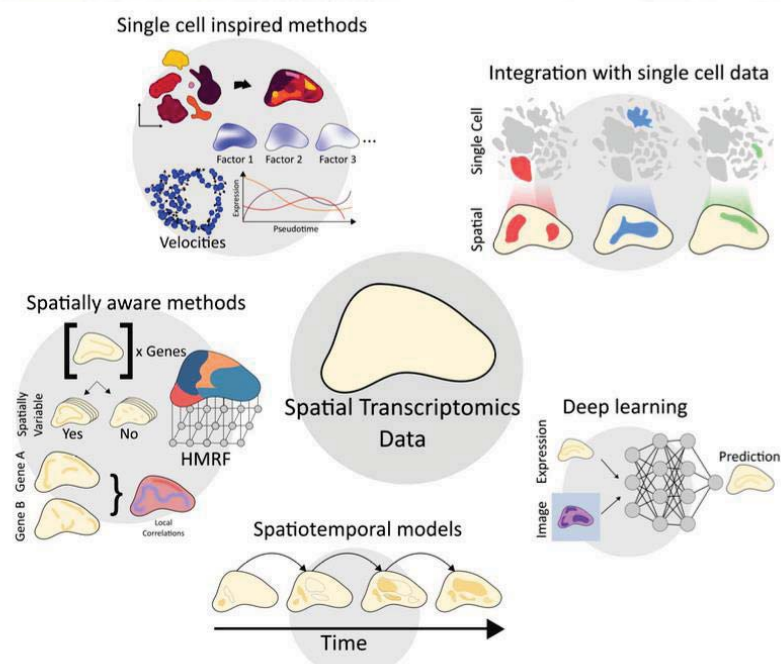 Single cell inspired methods
Factor 1
Factor 2
Factor 3
...
Velocities
Expression
Pseudotime
Integration with single cell data
Single Cell
Spatial
Spatially aware methods
x Genes
Spatially
Variable
Yes
No
HMRF
Gene A
Gene B
Local
Correlations
Spatial Transcriptomics
Data
Deep learning
Expression
Image
Prediction
Spatiotemporal models
Time